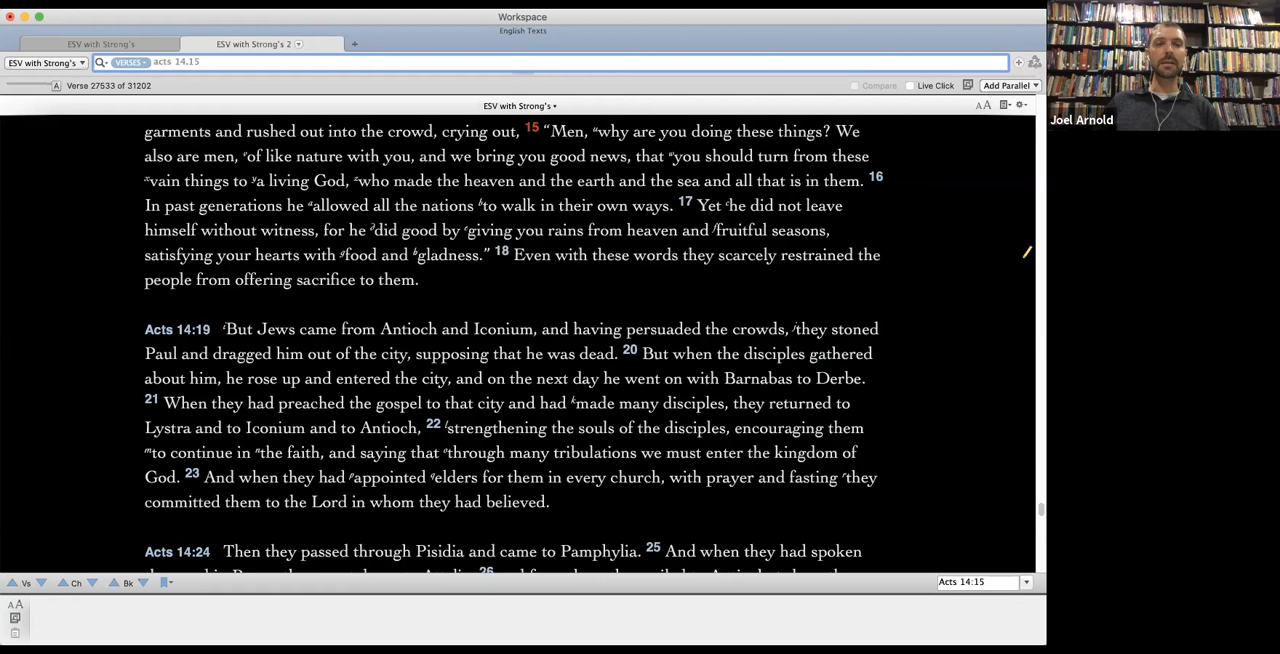 Workspace
English Texts
ESV with Strong's
ESV with Strong's 2
ESV with Strong's
VERSES
acts 14.15
A Verse 27533 of 31202
Compare
Live Click
Add Parallel
ESV with Strong's
AA
garments and rushed out into the crowd, crying out, 15 “Men, why are you doing these things? We
also are men, of like nature with you, and we bring you good news, that you should turn from these
vain things to a living God, who made the heaven and the earth and the sea and all that is in them. 16
In past generations he allowed all the nations to walk in their own ways. 17 Yet he did not leave
himself without witness, for he did good by giving you rains from heaven and fruitful seasons,
satisfying your hearts with food and gladness.” 18 Even with these words they scarcely restrained the
people from offering sacrifice to them.
Acts 14:19 But Jews came from Antioch and Iconium, and having persuaded the crowds, they stoned
Paul and dragged him out of the city, supposing that he was dead. 20 But when the disciples gathered
about him, he rose up and entered the city, and on the next day he went on with Barnabas to Derbe.
21 When they had preached the gospel to that city and had made many disciples, they returned to
Lystra and to Iconium and to Antioch, 22 strengthening the souls of the disciples, encouraging them
to continue in the faith, and saying that through many tribulations we must enter the kingdom of
God. 23 And when they had appointed elders for them in every church, with prayer and fasting they
committed them to the Lord in whom they had believed.
Acts 14:24 Then they passed through Pisidia and came to Pamphylia. 25 And when they had spoken
26
Vs Ch Bk
Acts 14:15
AA
Joel Arnold